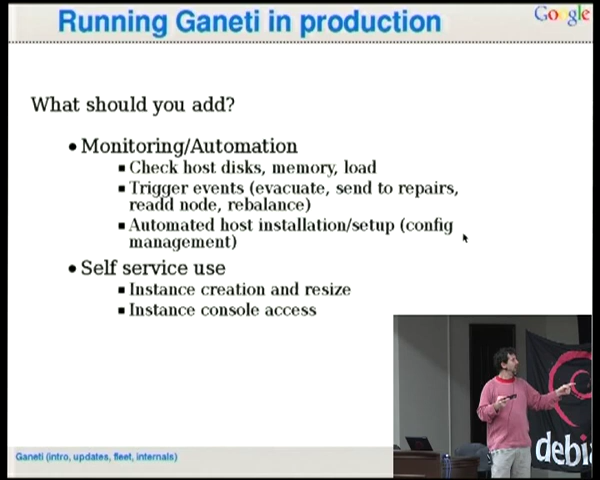 Running Ganeti in production
Google
What should you add?
• Monitoring/Automation
▪ Check host disks, memory, load
▪ Trigger events (evacuate, send to repairs,
readd node, rebalance)
▪ Automated host installation/setup (config
management)
• Self service use
▪ Instance creation and resize
▪ Instance console access
debi
Ganeti (intro, updates, fleet, internals)